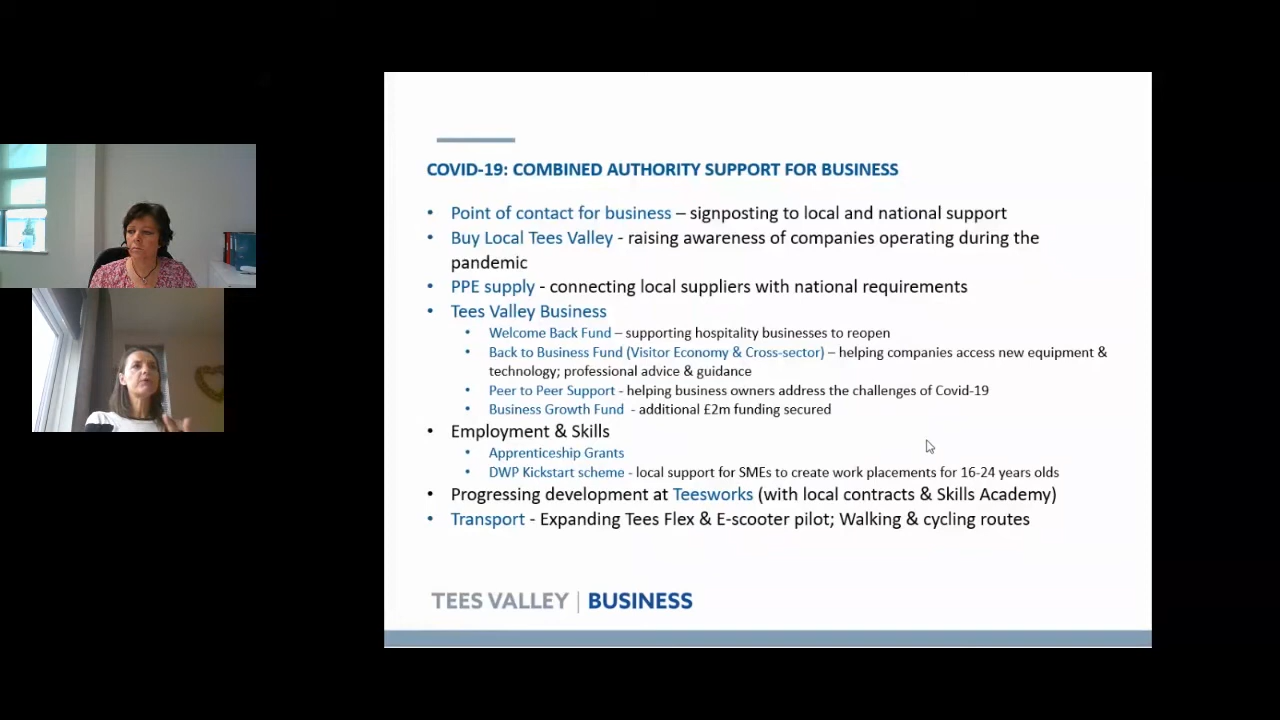 COVID-19: COMBINED AUTHORITY SUPPORT FOR BUSINESS
• Point of contact for business – signposting to local and national support
• Buy Local Tees Valley - raising awareness of companies operating during the
pandemic
• PPE supply - connecting local suppliers with national requirements
• Tees Valley Business
• Welcome Back Fund – supporting hospitality businesses to reopen
• Back to Business Fund (Visitor Economy & Cross-sector) – helping companies access new equipment &
technology; professional advice & guidance
• Peer to Peer Support - helping business owners address the challenges of Covid-19
• Business Growth Fund - additional £2m funding secured
• Employment & Skills
• Apprenticeship Grants
• DWP Kickstart scheme - local support for SMEs to create work placements for 16-24 years olds
• Progressing development at Teesworks (with local contracts & Skills Academy)
• Transport - Expanding Tees Flex & E-scooter pilot; Walking & cycling routes
TEES VALLEY | BUSINESS